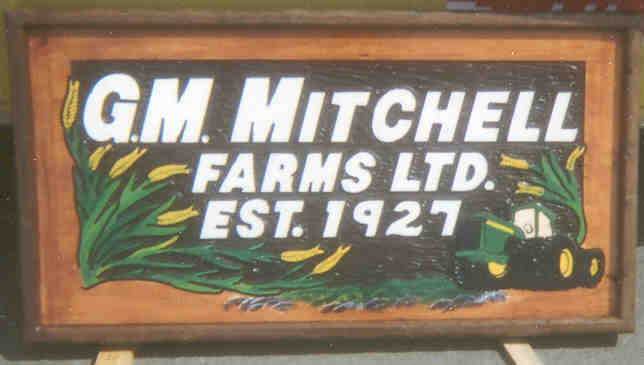 G.M. MITCHELL
FARMS LTD.
EST. 1927